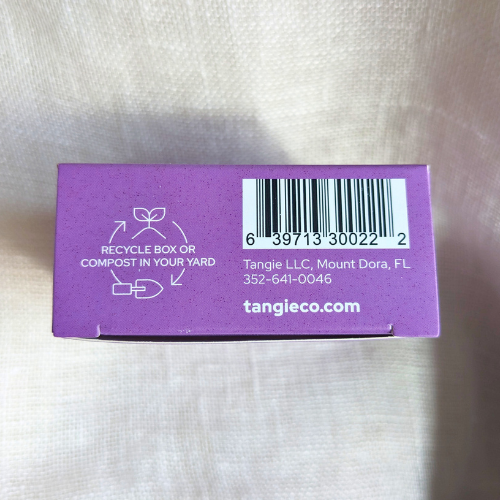 RECYCLE BOX OR
COMPOST IN YOUR YARD
6 39713 30022 2
Tangie LLC, Mount Dora, FL
352-641-0046
tangieco.com